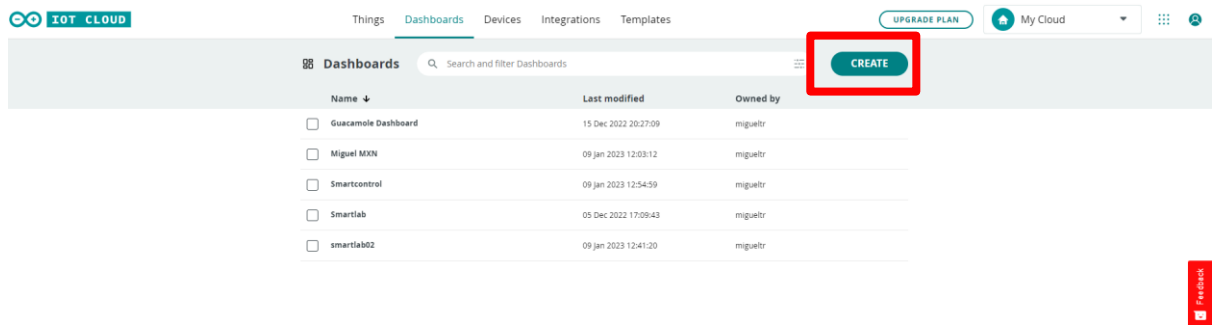 IOT CLOUD
Things Dashboards Devices Integrations Templates
UPGRADE PLAN
My Cloud
Dashboards
Search and filter Dashboards
CREATE
Name Last modified Owned by
Guacamole Dashboard 15 Dec 2022 20:27:09 migueltr
Miguel MXN 09 Jan 2023 12:03:12 migueltr
Smartcontrol 09 Jan 2023 12:54:59 migueltr
Smartlab 05 Dec 2022 17:09:43 migueltr
smartlab02 09 Jan 2023 12:41:20 migueltr
Feedback